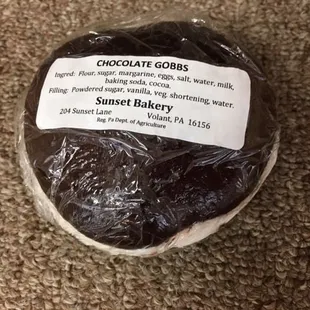 CHOCOLATE GOBBS
Ingred: Flour, sugar, margarine, eggs, salt, water, milk,
baking soda, cocoa.
Filling: Powdered sugar, vanilla, veg. shortening, water.
Sunset Bakery
204 Sunset Lane Volant, PA 16156
Reg. Pa Dept. of Agriculture